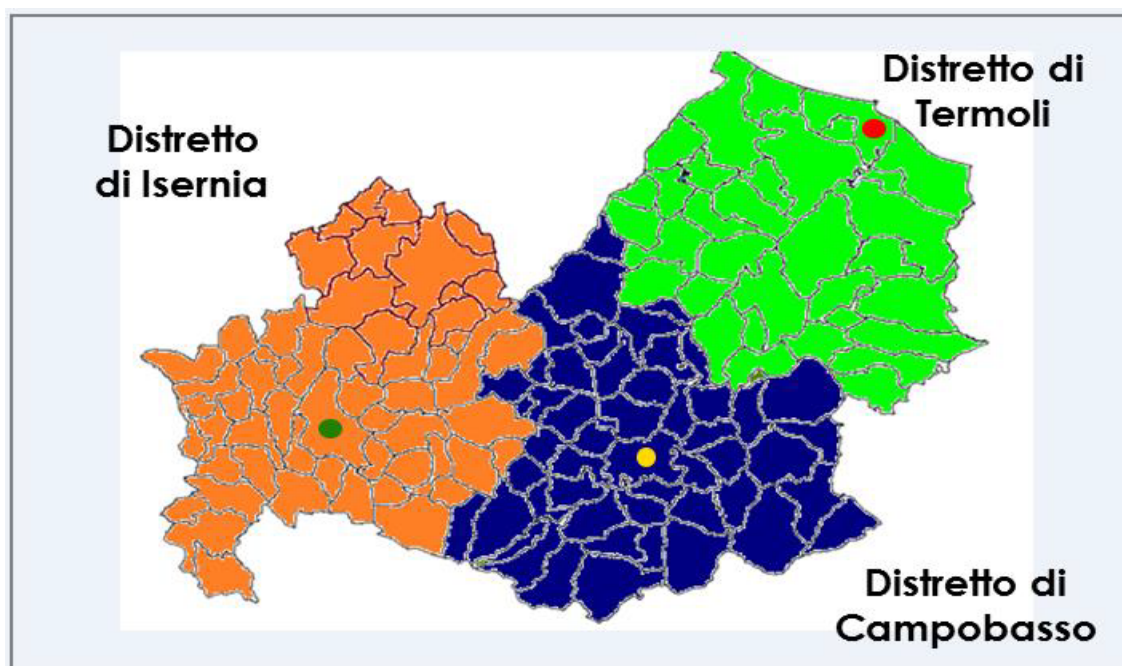 Distretto di
Termoli
Distretto
di Isernia
Distretto di
Campobasso